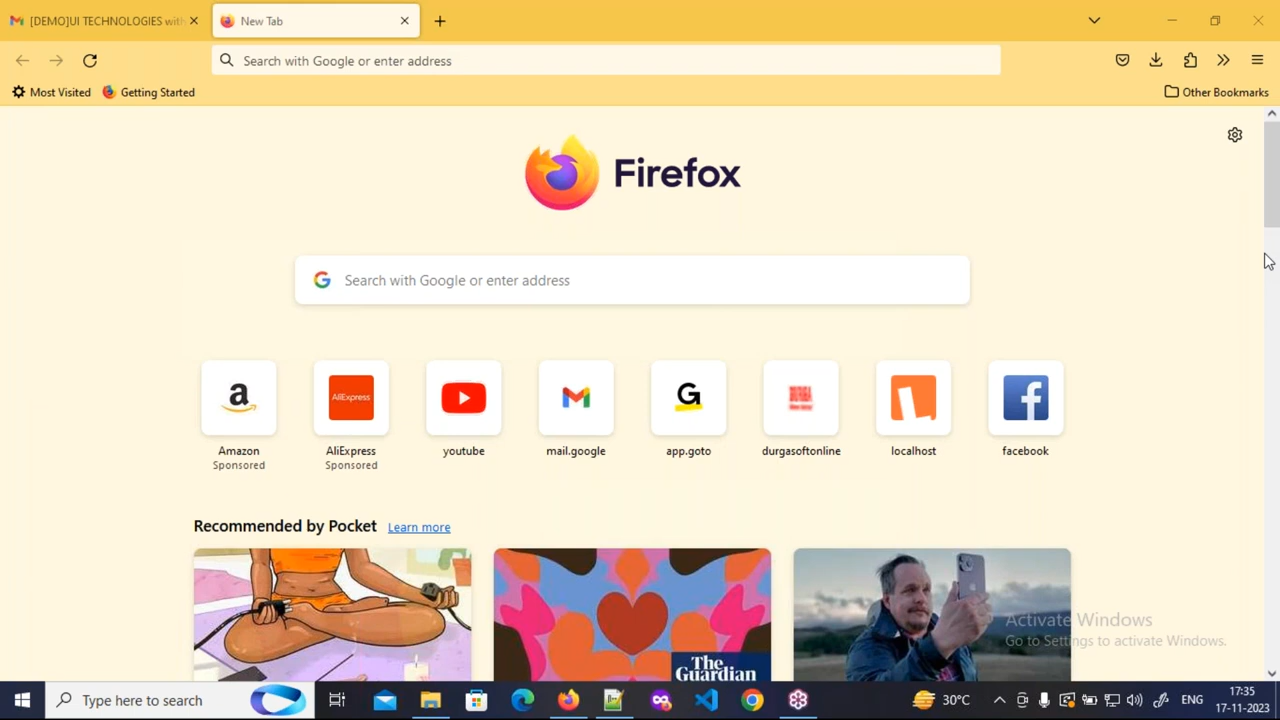 [DEMO]UI TECHNOLOGIES with
New Tab
Search with Google or enter address
Most Visited
Getting Started
Other Bookmarks
Firefox
Search with Google or enter address
AliExpress
Amazon
Sponsored
AliExpress
Sponsored
youtube
mail.google
app.goto
durgasoftonline
localhost
facebook
Recommended by Pocket Learn more
The
Guardian
Activate Windows
Go to Settings to activate Windows.
Type here to search
30°C
ENG
17:35
17-11-2023